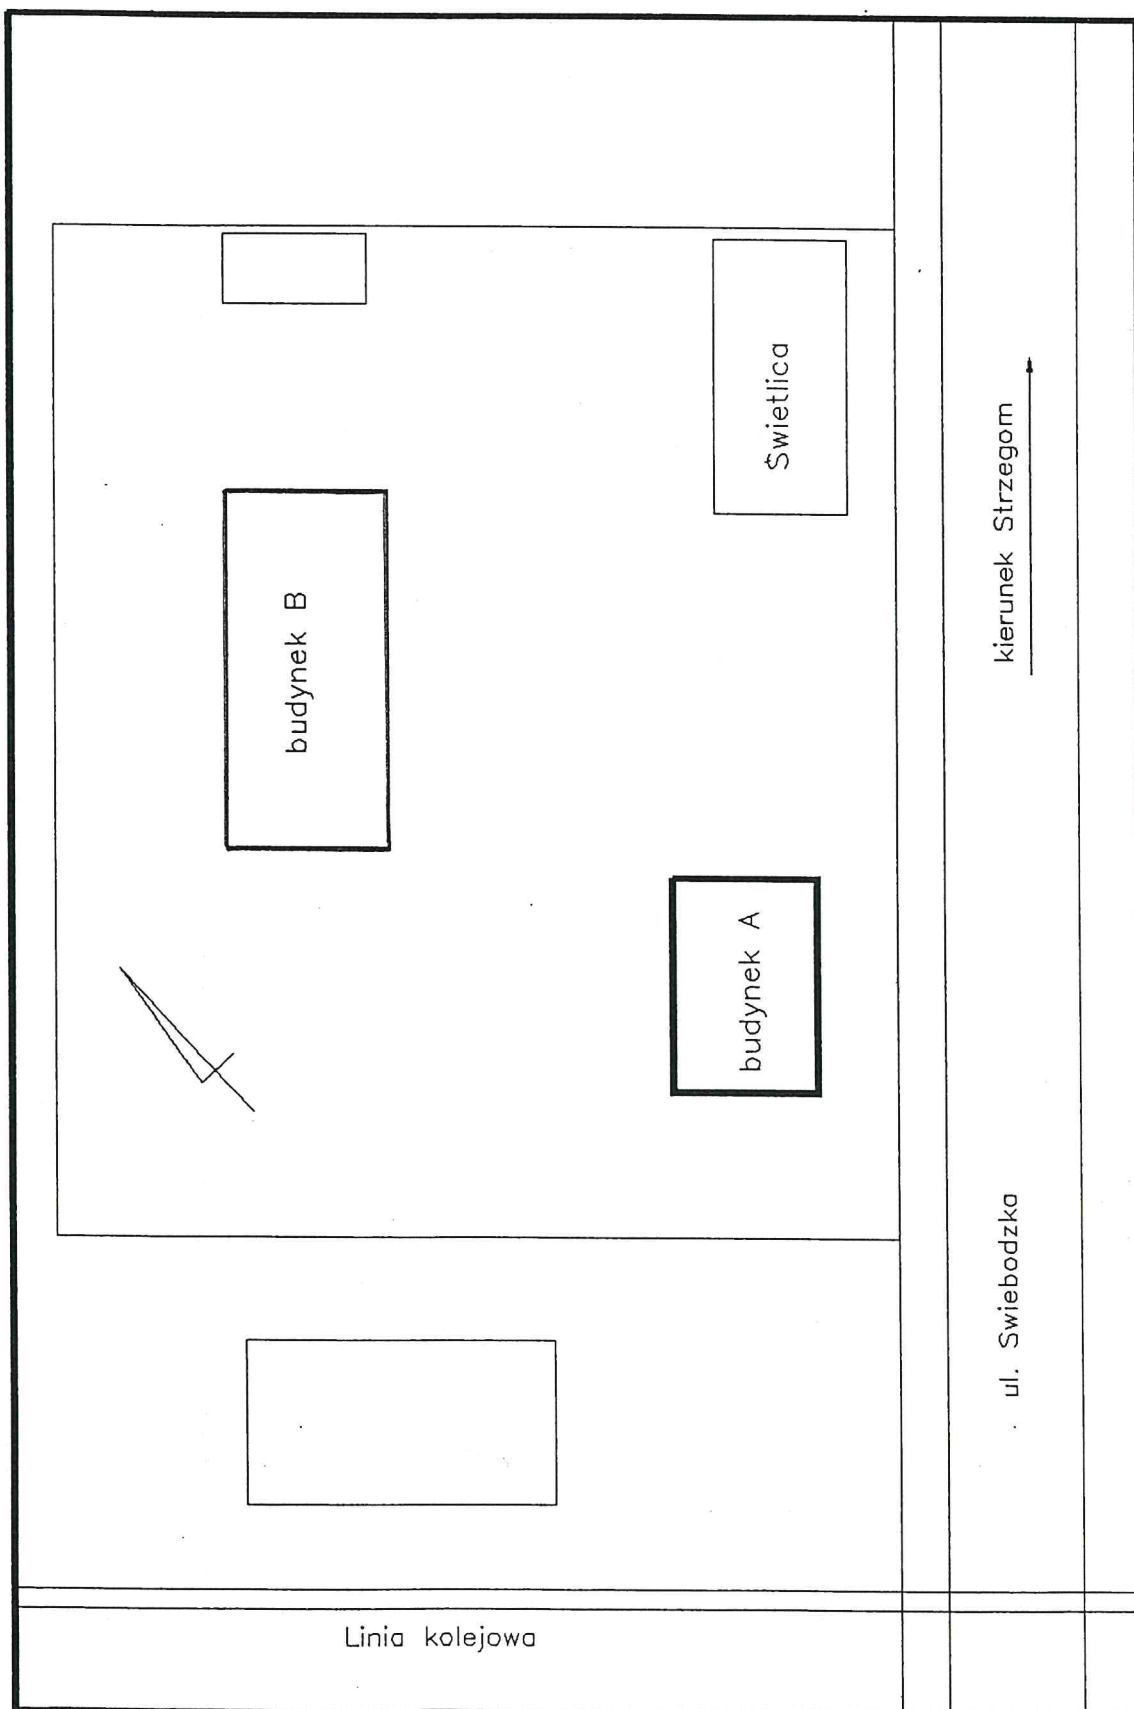 Świetlica
budynek B
kierunek Strzegom
budynek A
ul. Swiebodzka
Linia kolejowa